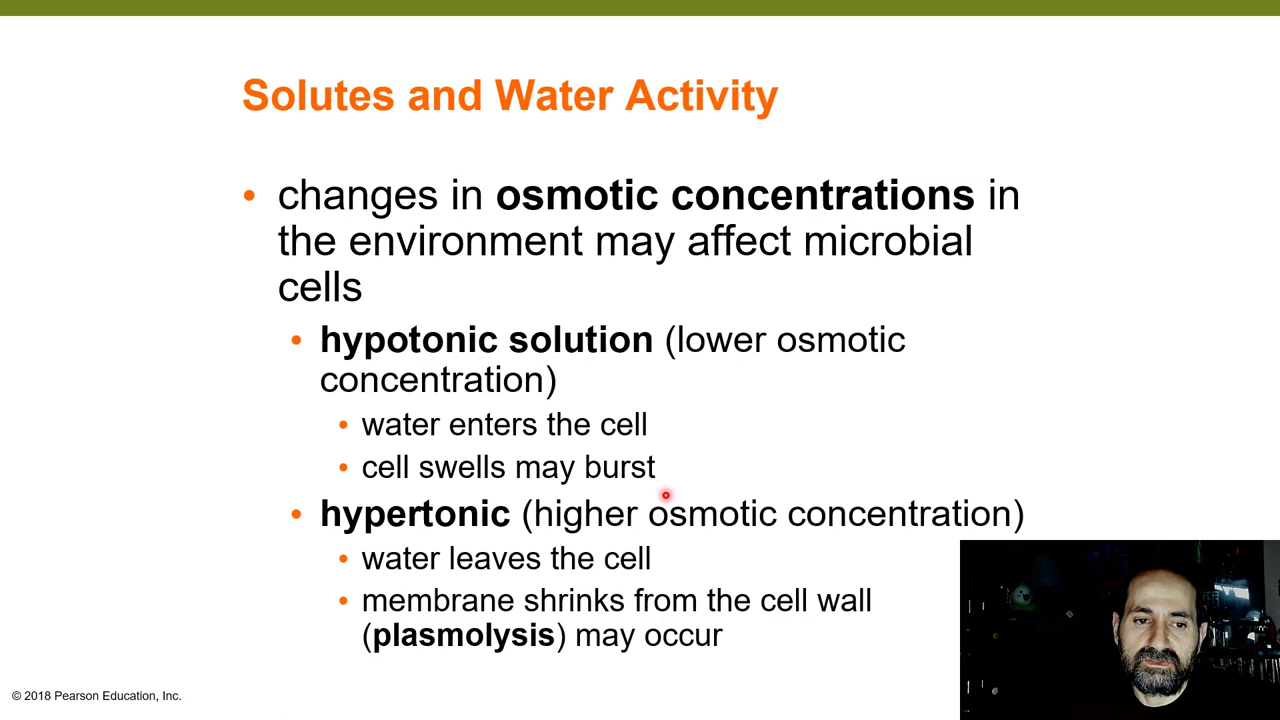 Solutes and Water Activity
• changes in osmotic concentrations in
the environment may affect microbial
cells
• hypotonic solution (lower osmotic
concentration)
• water enters the cell
• cell swells may burst
• hypertonic (higher osmotic concentration)
• water leaves the cell
• membrane shrinks from the cell wall
(plasmolysis) may occur
© 2018 Pearson Education, Inc.